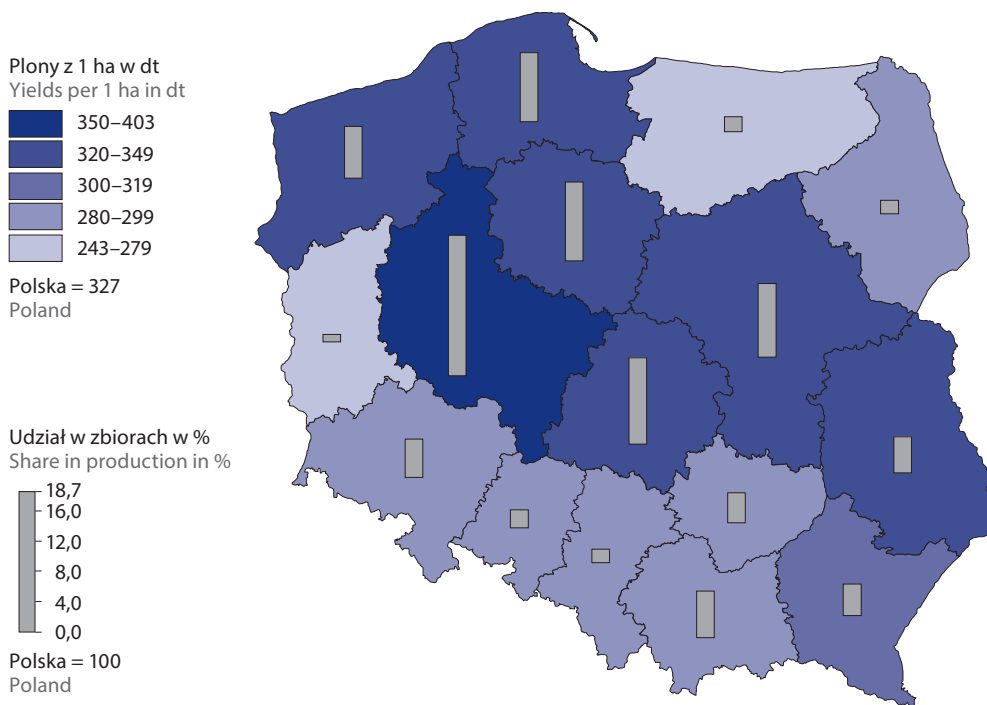 Plony z 1 ha w dt
Yields per 1 ha in dt
350–403
320–349
300–319
280–299
243–279
Polska = 327
Poland
Udział w zbiorach w %
Share in production in %
18,7
16,0
12,0
8,0
4,0
0,0
Polska = 100
Poland